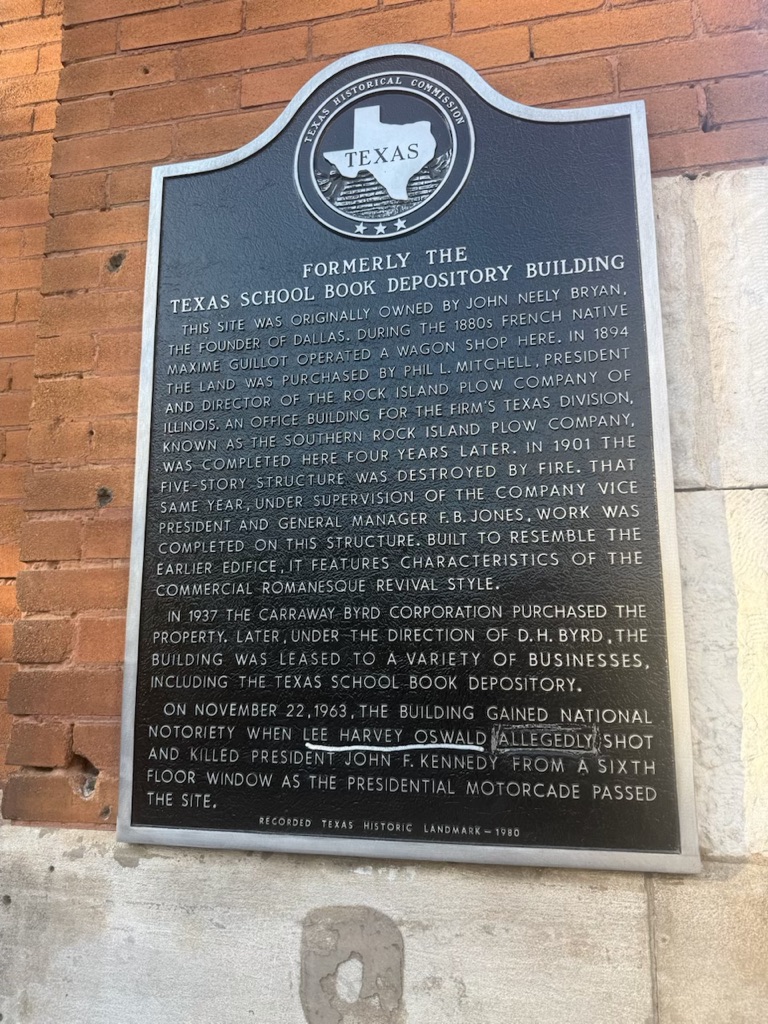 TEXAS HISTORICAL COMMISSION
TEXAS
FORMERLY THE
TEXAS SCHOOL BOOK DEPOSITORY BUILDING
THIS SITE WAS ORIGINALLY OWNED BY JOHN NEELY BRYAN,
THE FOUNDER OF DALLAS. DURING THE 1880s FRENCH NATIVE
MAXIME GUILLOT OPERATED A WAGON SHOP HERE. IN 1894
THE LAND WAS PURCHASED BY PHIL L. MITCHELL, PRESIDENT
AND DIRECTOR OF THE ROCK ISLAND PLOW COMPANY OF
ILLINOIS. AN OFFICE BUILDING FOR THE FIRM'S TEXAS DIVISION,
KNOWN AS THE SOUTHERN ROCK ISLAND PLOW COMPANY,
WAS COMPLETED HERE FOUR YEARS LATER. IN 1901 THE
FIVE-STORY STRUCTURE WAS DESTROYED BY FIRE. THAT
SAME YEAR, UNDER SUPERVISION OF THE COMPANY VICE
PRESIDENT AND GENERAL MANAGER F.B. JONES, WORK WAS
COMPLETED ON THIS STRUCTURE. BUILT TO RESEMBLE THE
EARLIER EDIFICE, IT FEATURES CHARACTERISTICS OF THE
COMMERCIAL ROMANESQUE REVIVAL STYLE.
IN 1937 THE CARRAWAY BYRD CORPORATION PURCHASED THE
PROPERTY. LATER, UNDER THE DIRECTION OF D.H. BYRD, THE
BUILDING WAS LEASED TO A VARIETY OF BUSINESSES,
INCLUDING THE TEXAS SCHOOL BOOK DEPOSITORY.
ON NOVEMBER 22, 1963, THE BUILDING GAINED NATIONAL
NOTORIETY WHEN LEE HARVEY OSWALD ALLEGEDLY SHOT
AND KILLED PRESIDENT JOHN F. KENNEDY FROM A SIXTH
FLOOR WINDOW AS THE PRESIDENTIAL MOTORCADE PASSED
THE SITE.
RECORDED TEXAS HISTORIC LANDMARK – 1980